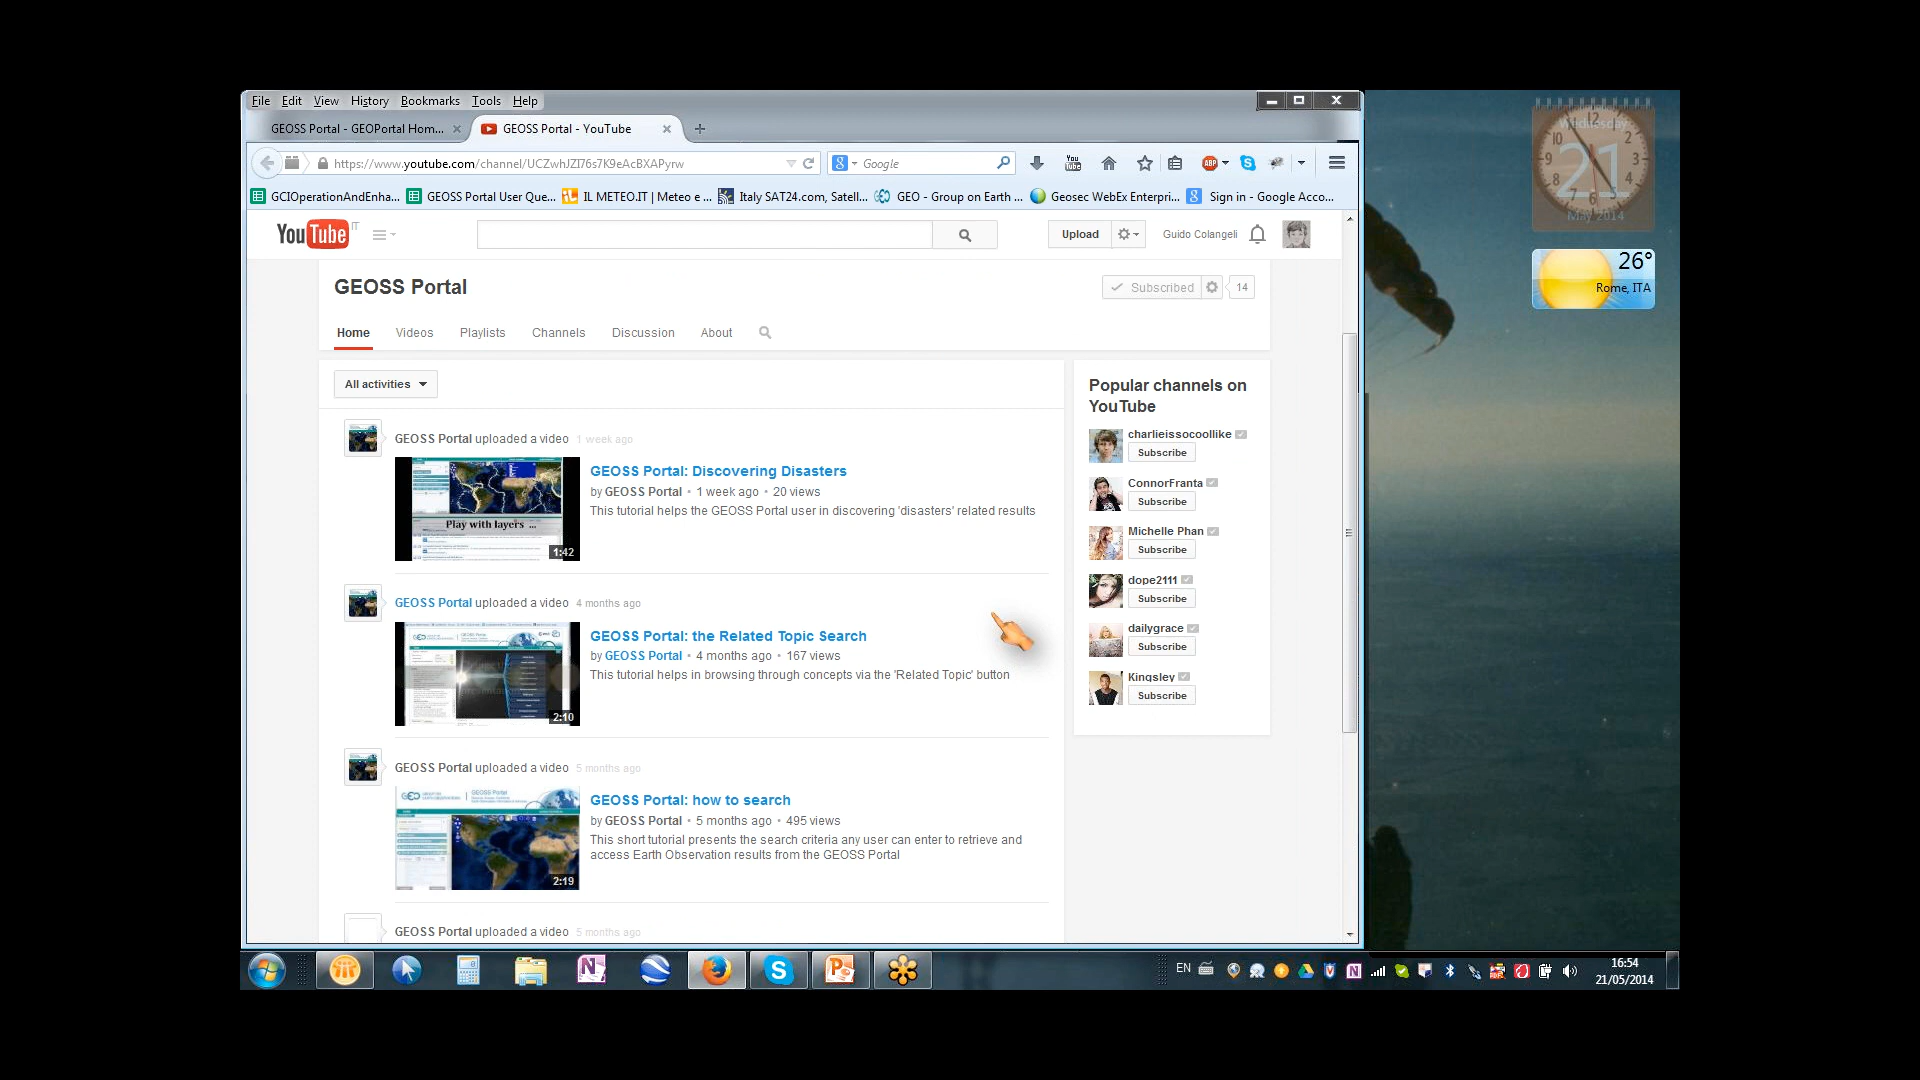 File Edit View History Bookmarks Tools Help
GEOSS Portal - GEOPortal Hom...
GEOSS Portal - YouTube
https://www.youtube.com/channel/UCZwhJZI76s7K9eAcBXAPyrw
Google
GCIOperationAndEnha...
GEOSS Portal User Que...
IL METEO.IT | Meteo e ...
Italy SAT24.com, Satell...
GEO - Group on Earth ...
Geosec WebEx Enterpri...
Sign in - Google Acco...
YouTube IT
Upload
Guido Colangeli
GEOSS Portal
Subscribed
14
Home Videos Playlists Channels Discussion About
All activities
GEOSS Portal uploaded a video 1 week ago
Play with layers ...
1:42
GEOSS Portal: Discovering Disasters
by GEOSS Portal • 1 week ago • 20 views
This tutorial helps the GEOSS Portal user in discovering 'disasters' related results
GEOSS Portal uploaded a video 4 months ago
2:10
GEOSS Portal: the Related Topic Search
by GEOSS Portal • 4 months ago • 167 views
This tutorial helps in browsing through concepts via the 'Related Topic' button
GEOSS Portal uploaded a video 5 months ago
GEOSS Portal
2:19
GEOSS Portal: how to search
by GEOSS Portal • 5 months ago • 495 views
This short tutorial presents the search criteria any user can enter to retrieve and
access Earth Observation results from the GEOSS Portal
GEOSS Portal uploaded a video 5 months ago
Popular channels on
YouTube
charlieissocoollike
Subscribe
ConnorFranta
Subscribe
Michelle Phan
Subscribe
dope2111
Subscribe
dailygrace
Subscribe
Kingsley
Subscribe
Wednesday
21
May 2014
26°
Rome, ITA
EN
16:54
21/05/2014